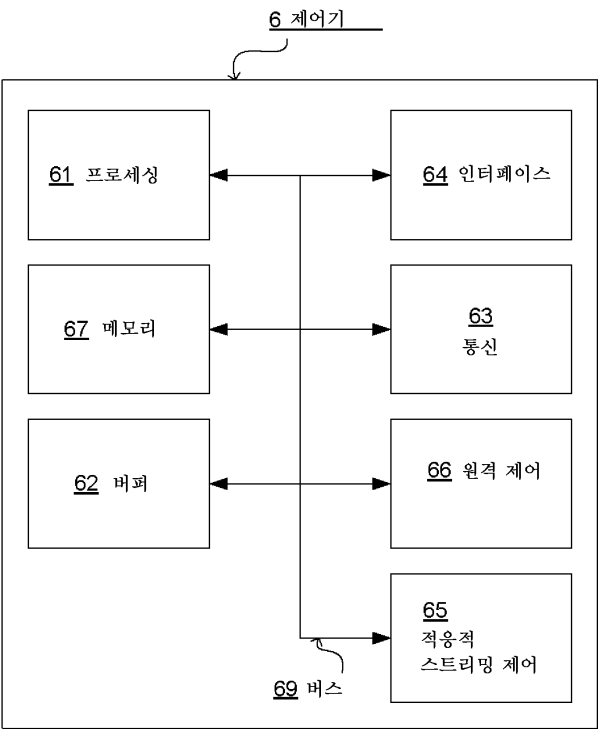 6 제어기
61 프로세싱
64 인터페이스
67 메모리
63
통신
62 버퍼
66 원격 제어
65
적응적
스트리밍 제어
69 버스